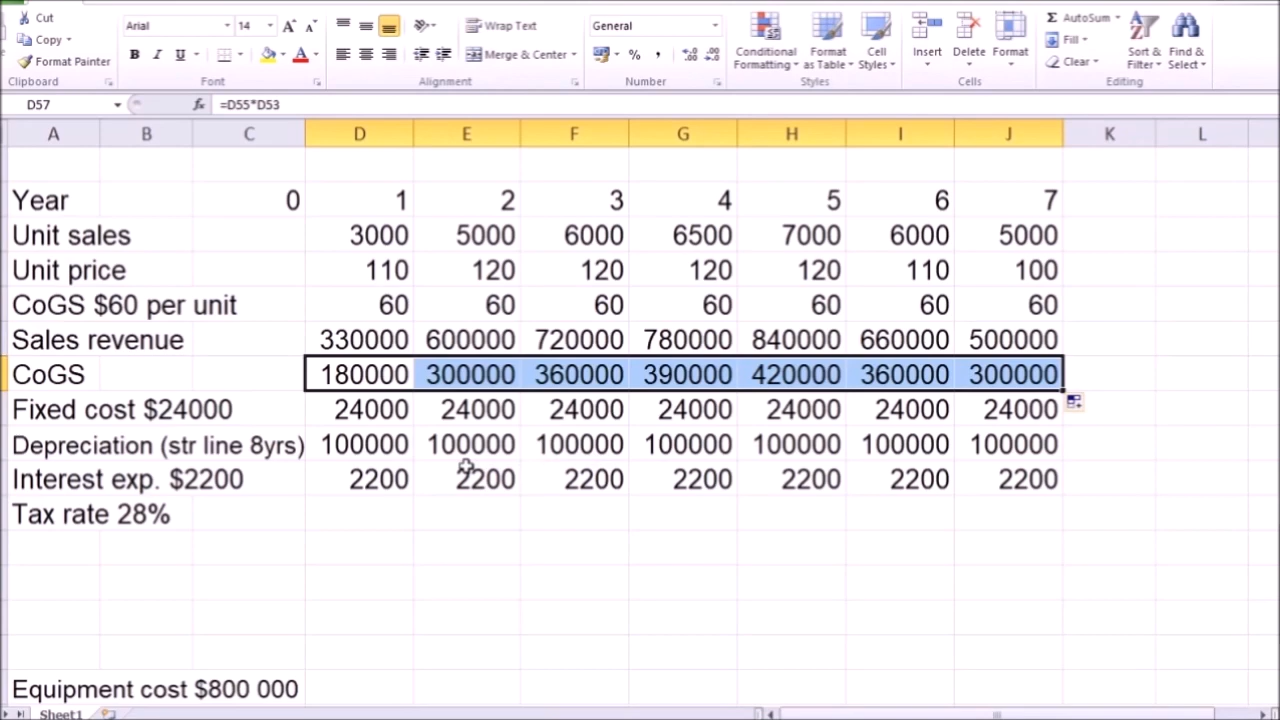 Cut
Copy
Format Painter
Clipboard
Arial 14 A A
B I U A
Font
Wrap Text
Merge & Center
Alignment
General
% ,
Number
Conditional Formatting
Format as Table
Cell Styles
Styles
Insert
Delete
Format
Cells
Σ AutoSum
Fill
Clear
Sort & Filter
Find & Select
Editing
D57 fx =D55*D53
A B C D E F G H I J K L
Year 0 1 2 3 4 5 6 7
Unit sales 3000 5000 6000 6500 7000 6000 5000
Unit price 110 120 120 120 120 110 100
CoGS $60 per unit 60 60 60 60 60 60 60
Sales revenue 330000 600000 720000 780000 840000 660000 500000
CoGS 180000 300000 360000 390000 420000 360000 300000
Fixed cost $24000 24000 24000 24000 24000 24000 24000 24000
Depreciation (str line 8yrs) 100000 100000 100000 100000 100000 100000 100000
Interest exp. $2200 2200 2200 2200 2200 2200 2200 2200
Tax rate 28%
Equipment cost $800 000
Sheet1